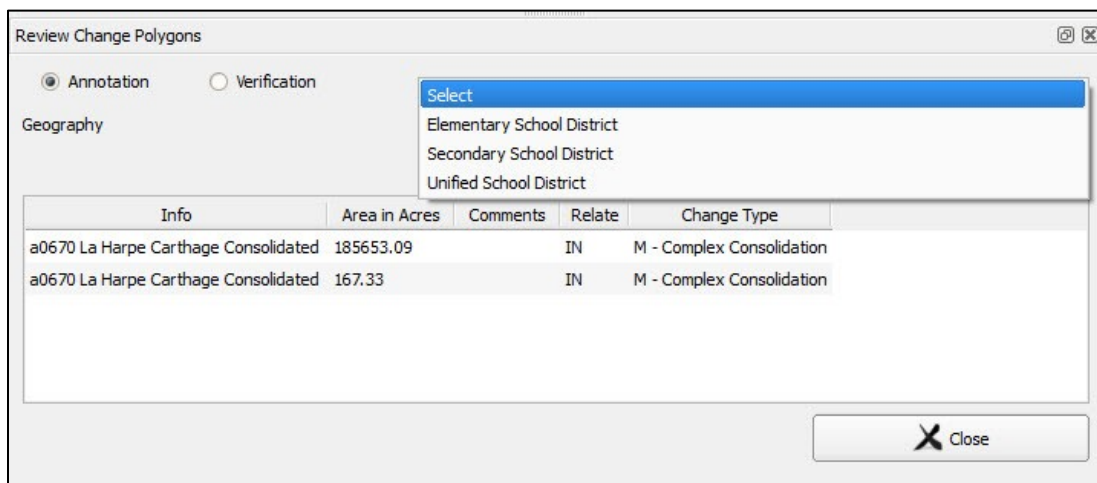 Review Change Polygons
Annotation Verification
Select
Geography
Elementary School District
Secondary School District
Unified School District
Info Area in Acres Comments Relate Change Type
a0670 La Harpe Carthage Consolidated 185653.09 IN M - Complex Consolidation
a0670 La Harpe Carthage Consolidated 167.33 IN M - Complex Consolidation
Close